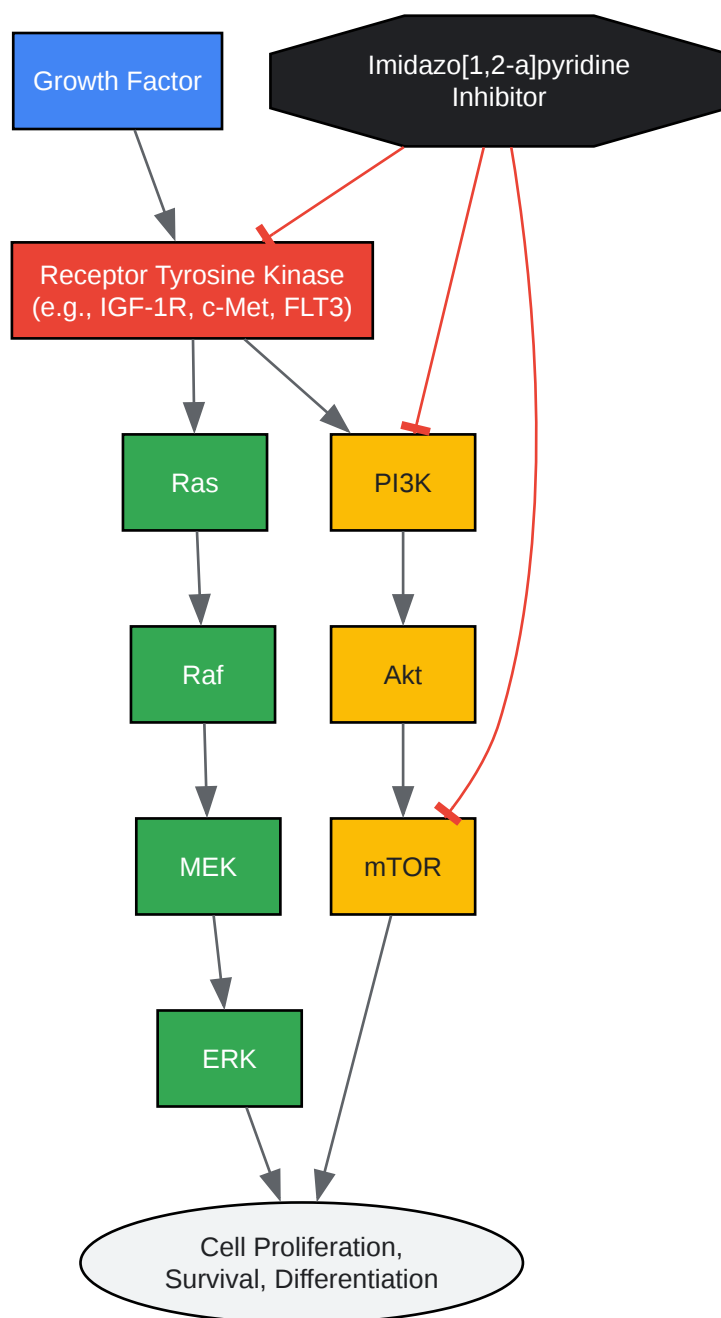 Growth Factor
Imidazo[1,2-a]pyridine
Inhibitor
Receptor Tyrosine Kinase
(e.g., IGF-1R, c-Met, FLT3)
Ras
PI3K
Raf
Akt
MEK
mTOR
ERK
Cell Proliferation,
Survival, Differentiation